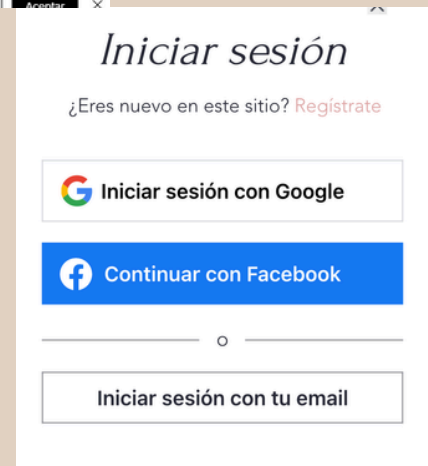 Aceptar
Iniciar sesión
¿Eres nuevo en este sitio? Regístrate
Iniciar sesión con Google
Continuar con Facebook
o
Iniciar sesión con tu email